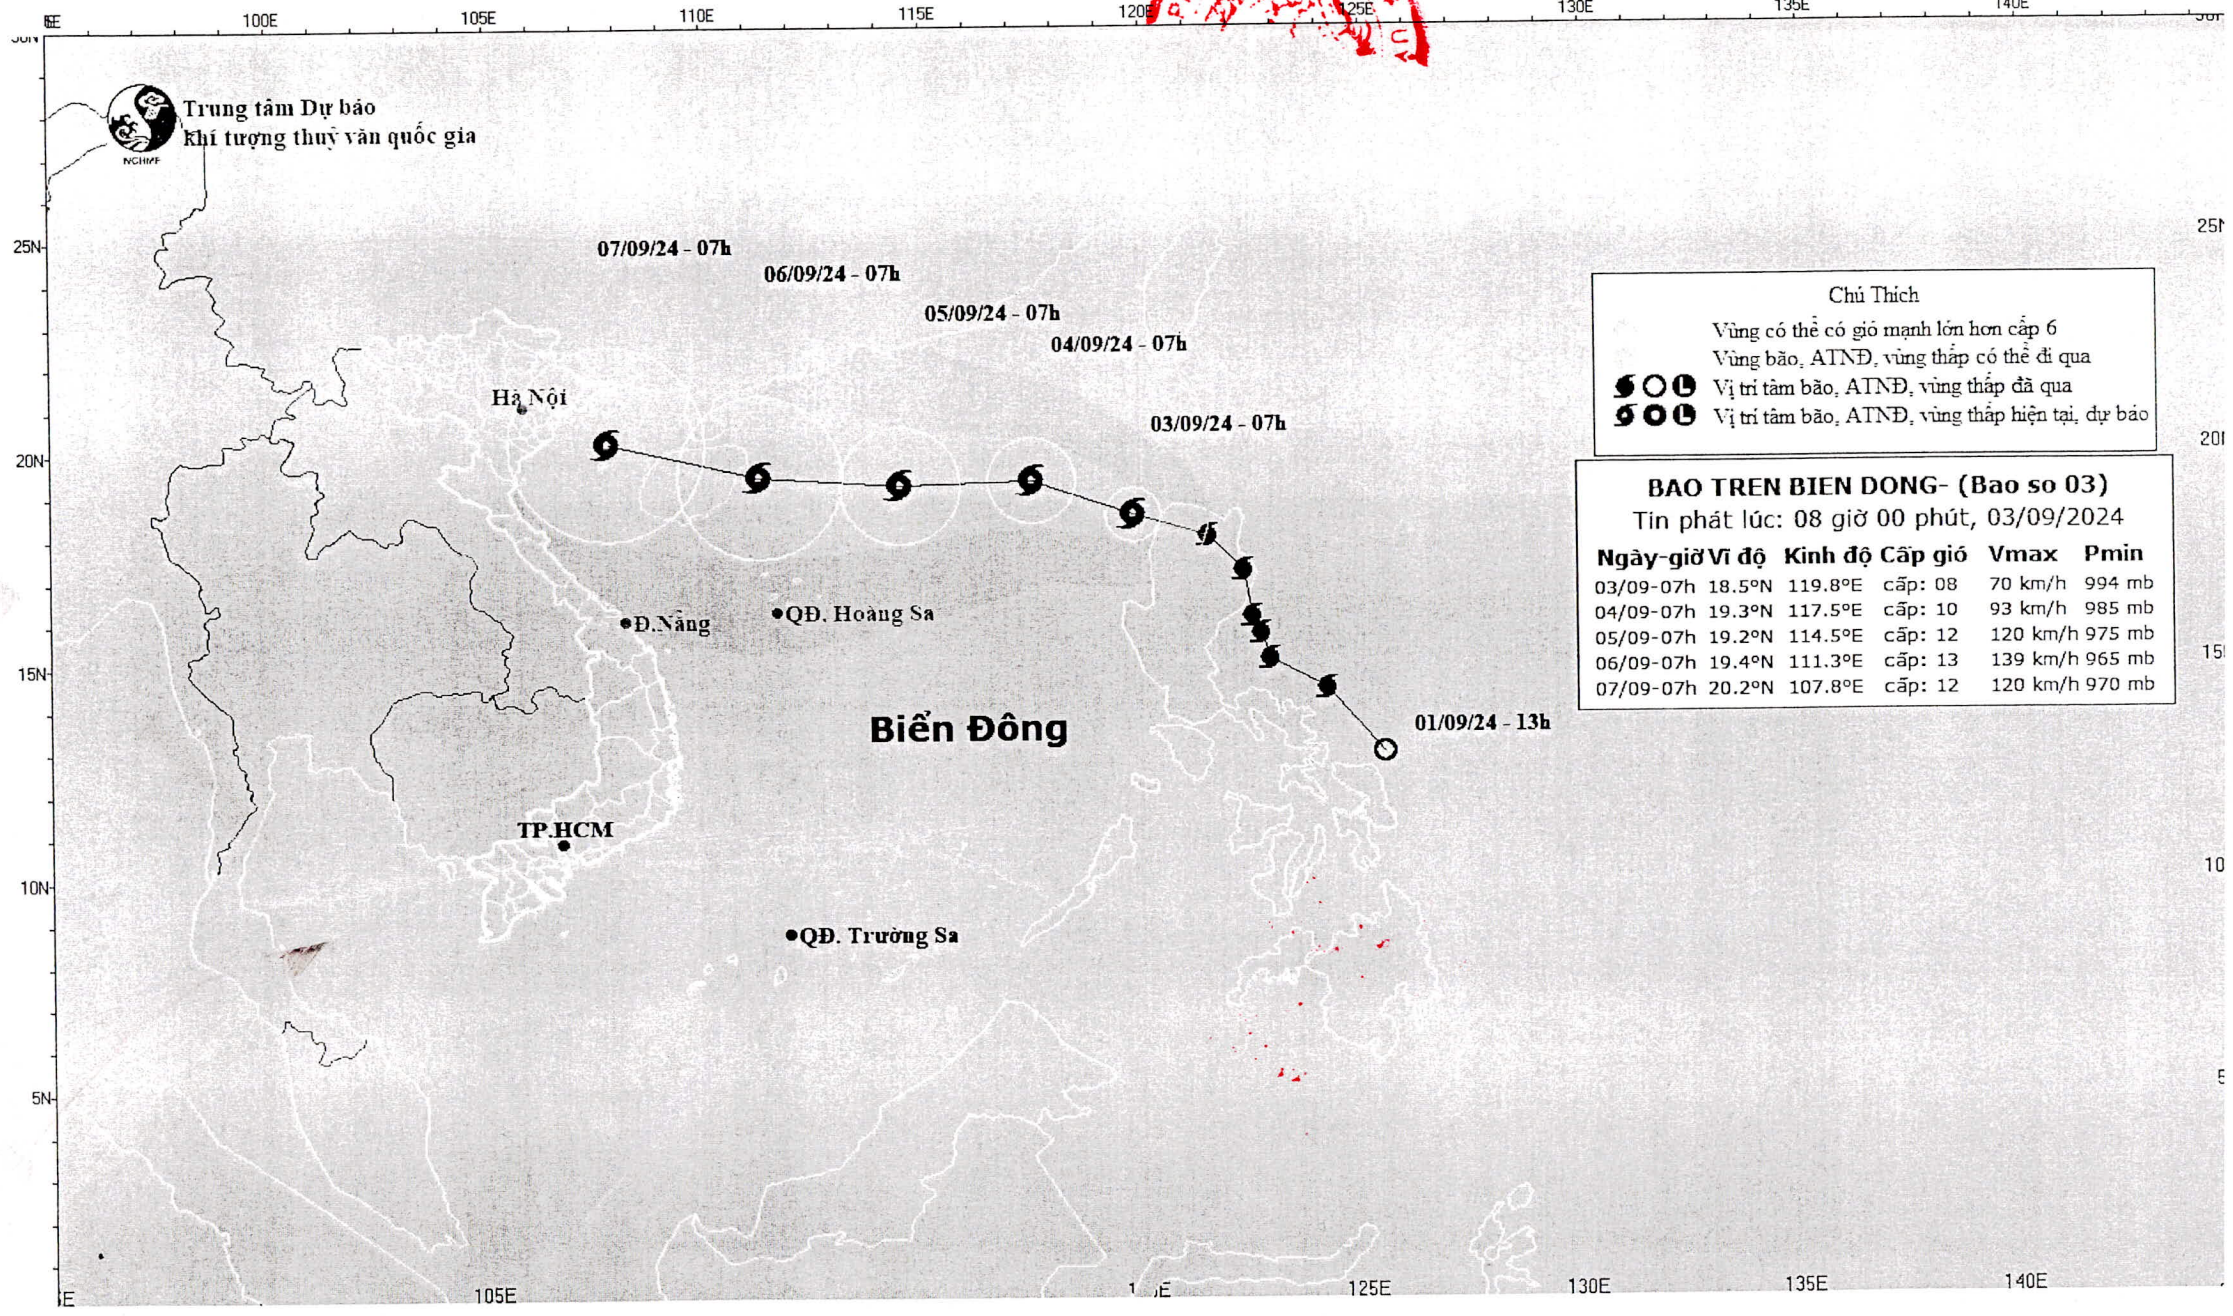 100E 105E 110E 115E 120E 125E 130E 135E 140E
Trung tâm Dự báo
khí tượng thuỷ văn quốc gia
NCHMF
25N
20N
15N
10N
5N
07/09/24 - 07h
06/09/24 - 07h
05/09/24 - 07h
04/09/24 - 07h
03/09/24 - 07h
01/09/24 - 13h
Hà Nội
Đ.Nẵng
QĐ. Hoàng Sa
Biển Đông
TP.HCM
QĐ. Trường Sa
Chú Thích
Vùng có thể có gió mạnh lớn hơn cấp 6
Vùng bão, ATNĐ, vùng thấp có thể đi qua
L Vị trí tâm bão, ATNĐ, vùng thấp đã qua
L Vị trí tâm bão, ATNĐ, vùng thấp hiện tại, dự báo
BAO TREN BIEN DONG- (Bao so 03)
Tin phát lúc: 08 giờ 00 phút, 03/09/2024
Ngày-giờ Vĩ độ Kinh độ Cấp gió Vmax Pmin
03/09-07h 18.5°N 119.8°E cấp: 08 70 km/h 994 mb
04/09-07h 19.3°N 117.5°E cấp: 10 93 km/h 985 mb
05/09-07h 19.2°N 114.5°E cấp: 12 120 km/h 975 mb
06/09-07h 19.4°N 111.3°E cấp: 13 139 km/h 965 mb
07/09-07h 20.2°N 107.8°E cấp: 12 120 km/h 970 mb
105E 125E 130E 135E 140E